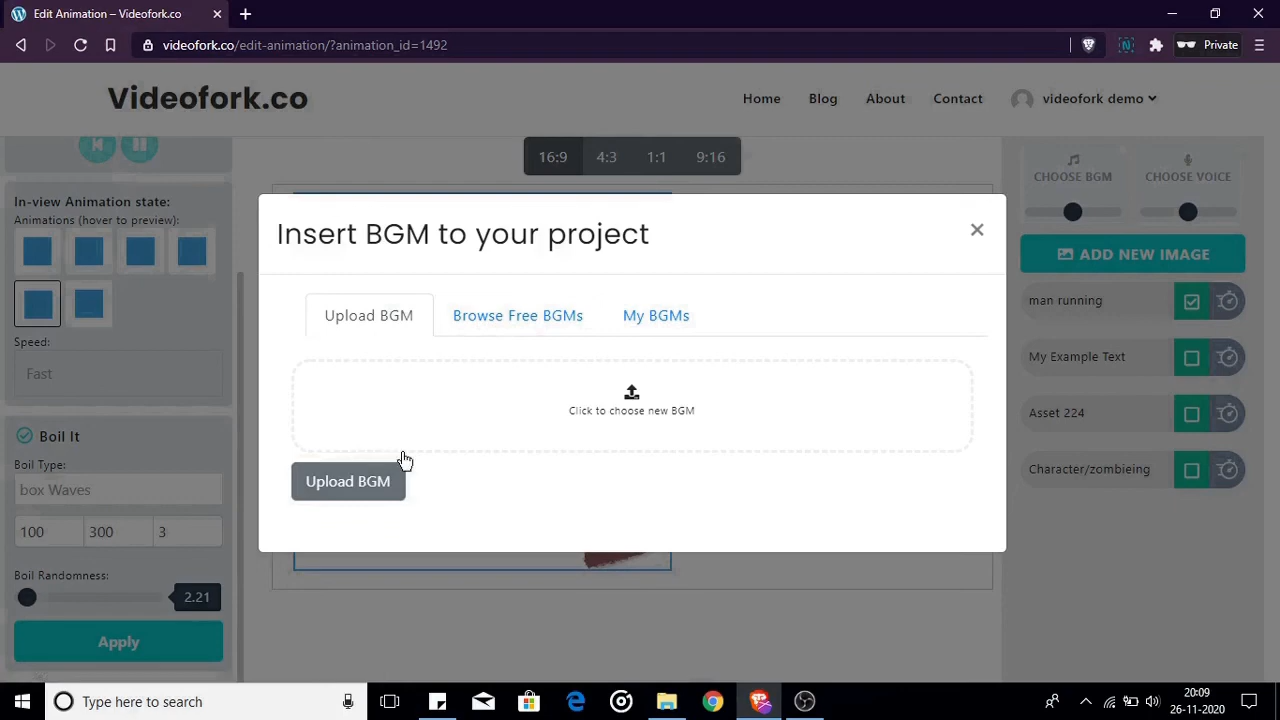 Edit Animation – Videofork.co
videofork.co/edit-animation/?animation_id=1492
Private
Videofork.co
Home
Blog
About
Contact
videofork demo
16:9
4:3
1:1
9:16
In-view Animation state:
Animations (hover to preview):
Speed:
Fast
Boil It
Boil Type:
box Waves
100
300
3
Boil Randomness:
2.21
Apply
Insert BGM to your project
Upload BGM
Browse Free BGMs
My BGMs
Click to choose new BGM
Upload BGM
CHOOSE BGM
CHOOSE VOICE
ADD NEW IMAGE
man running
My Example Text
Asset 224
Character/zombieing
Type here to search
20:09
26-11-2020